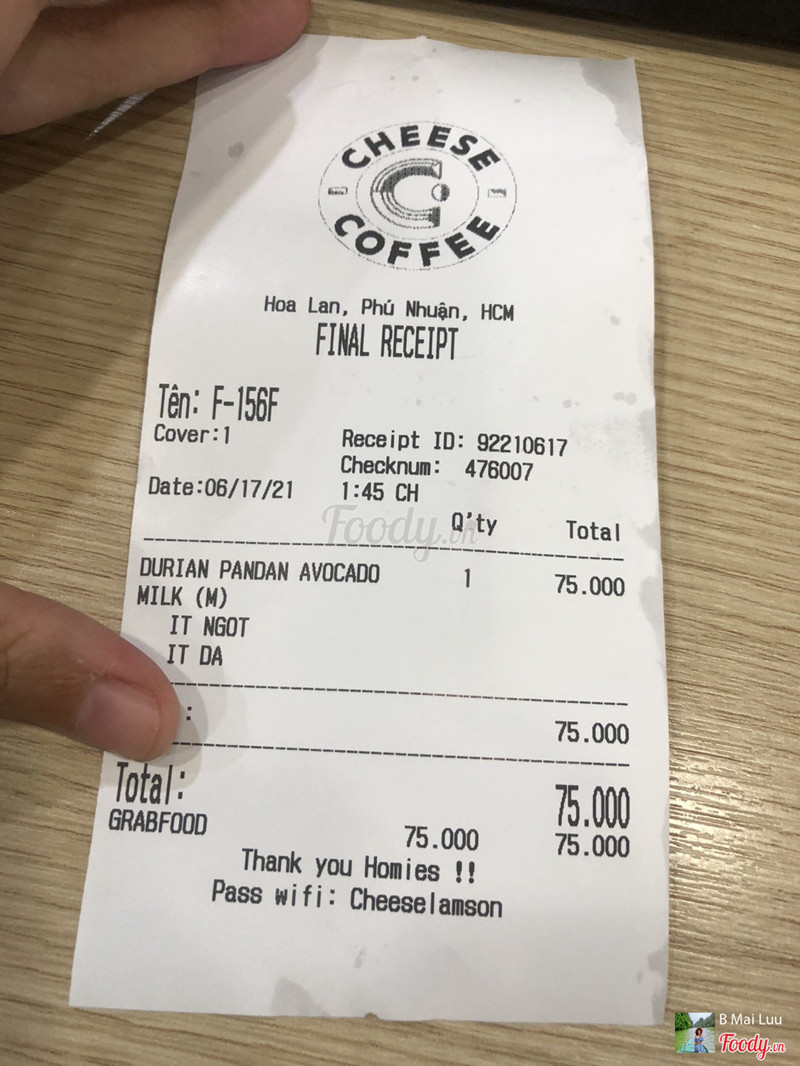 CHEESE
COFFEE
Hoa Lan, Phú Nhuận, HCM
FINAL RECEIPT
Tên: F-156F
Cover:1 Receipt ID: 92210617
Checknum: 476007
Date:06/17/21 1:45 CH
Q'ty Total
Foody.vn
DURIAN PANDAN AVOCADO 1 75.000
MILK (M)
IT NGOT
IT DA
: 75.000
Total: 75.000
GRABFOOD 75.000 75.000
Thank you Homies !!
Pass wifi: Cheeselamson
B Mai Luu
Foody.vn